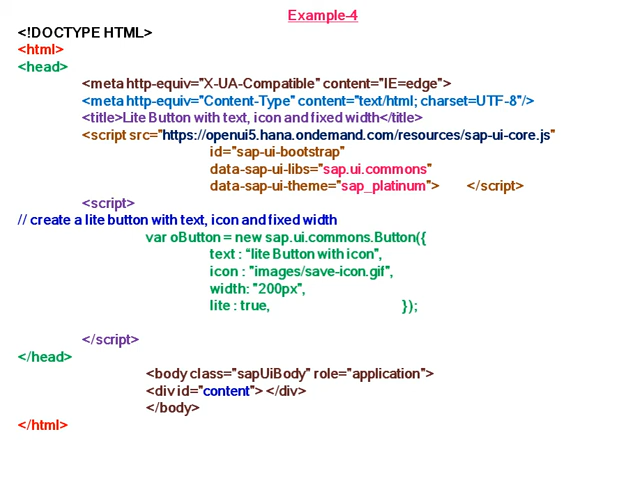 Example-4
<!DOCTYPE HTML>
<html>
<head>
<meta http-equiv="X-UA-Compatible" content="IE=edge">
<meta http-equiv="Content-Type" content="text/html; charset=UTF-8"/>
<title>Lite Button with text, icon and fixed width</title>
<script src="https://openui5.hana.ondemand.com/resources/sap-ui-core.js"
id="sap-ui-bootstrap"
data-sap-ui-libs="sap.ui.commons"
data-sap-ui-theme="sap_platinum"> </script>
<script>
// create a lite button with text, icon and fixed width
var oButton = new sap.ui.commons.Button({
text : “lite Button with icon",
icon : "images/save-icon.gif",
width: "200px",
lite : true, });
</script>
</head>
<body class="sapUiBody" role="application">
<div id="content"> </div>
</body>
</html>